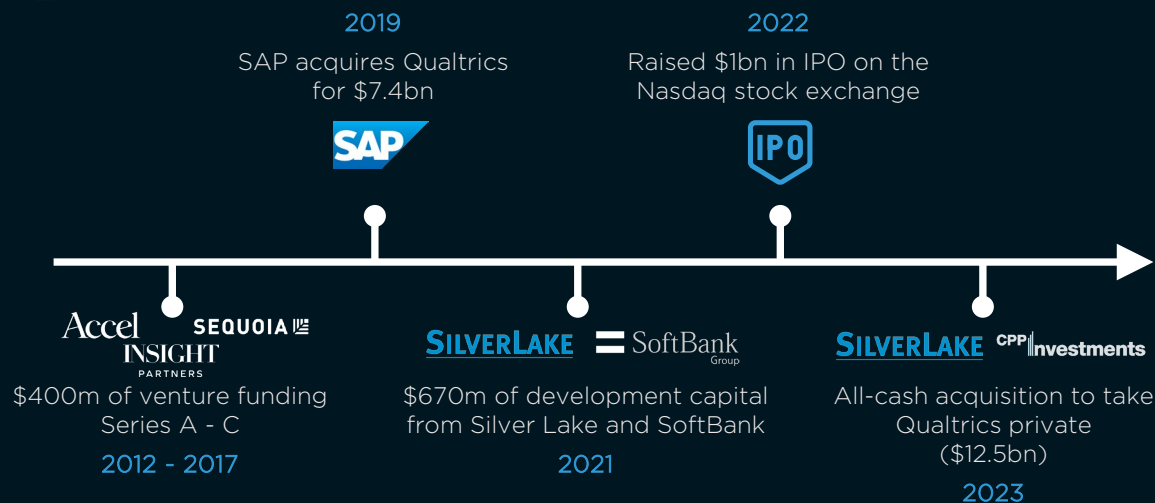 2019
SAP acquires Qualtrics
for $7.4bn
SAP
2022
Raised $1bn in IPO on the
Nasdaq stock exchange
IPO
Accel
SEQUOIA
INSIGHT
PARTNERS
$400m of venture funding
Series A - C
2012 - 2017
SILVERLAKE
SoftBank
Group
$670m of development capital
from Silver Lake and SoftBank
2021
SILVERLAKE
CPP Investments
All-cash acquisition to take
Qualtrics private
($12.5bn)
2023